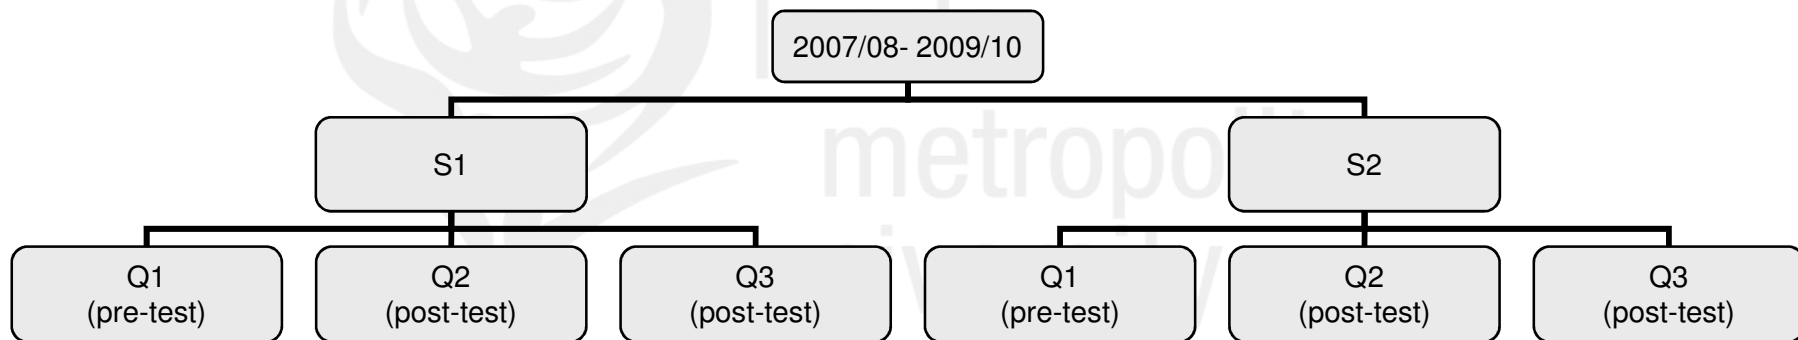 2007/08- 2009/10
metropolit
S1
S2
Q1
(pre-test)
Q2
(post-test)
Q3
(post-test)
Q1
(pre-test)
Q2
(post-test)
Q3
(post-test)